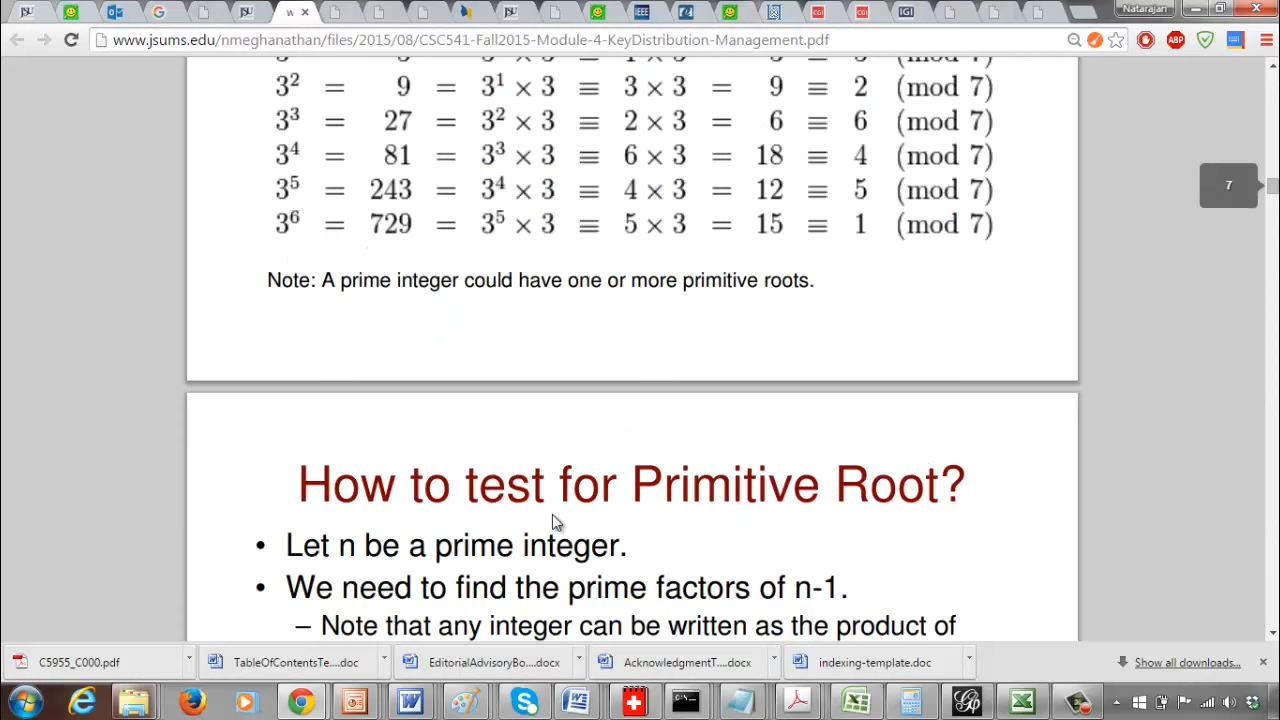 Natarajan
www.jsums.edu/nmeghanathan/files/2015/08/CSC541-Fall2015-Module-4-KeyDistribution-Management.pdf
3² = 9 = 3¹ × 3 ≡ 3 × 3 = 9 ≡ 2 (mod 7)
3³ = 27 = 3² × 3 ≡ 2 × 3 = 6 ≡ 6 (mod 7)
3⁴ = 81 = 3³ × 3 ≡ 6 × 3 = 18 ≡ 4 (mod 7)
3⁵ = 243 = 3⁴ × 3 ≡ 4 × 3 = 12 ≡ 5 (mod 7)
3⁶ = 729 = 3⁵ × 3 ≡ 5 × 3 = 15 ≡ 1 (mod 7)
7
Note: A prime integer could have one or more primitive roots.
How to test for Primitive Root?
• Let n be a prime integer.
• We need to find the prime factors of n-1.
– Note that any integer can be written as the product of
C5955_C000.pdf
TableOfContentsTe....doc
EditorialAdvisoryBo....docx
AcknowledgmentT....docx
indexing-template.doc
Show all downloads...